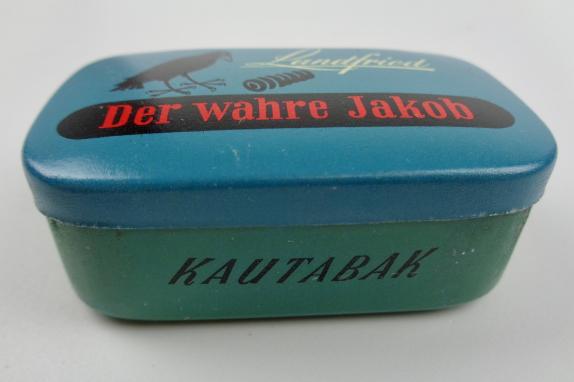 Landfried
Der wahre Jakob
KAUTABAK